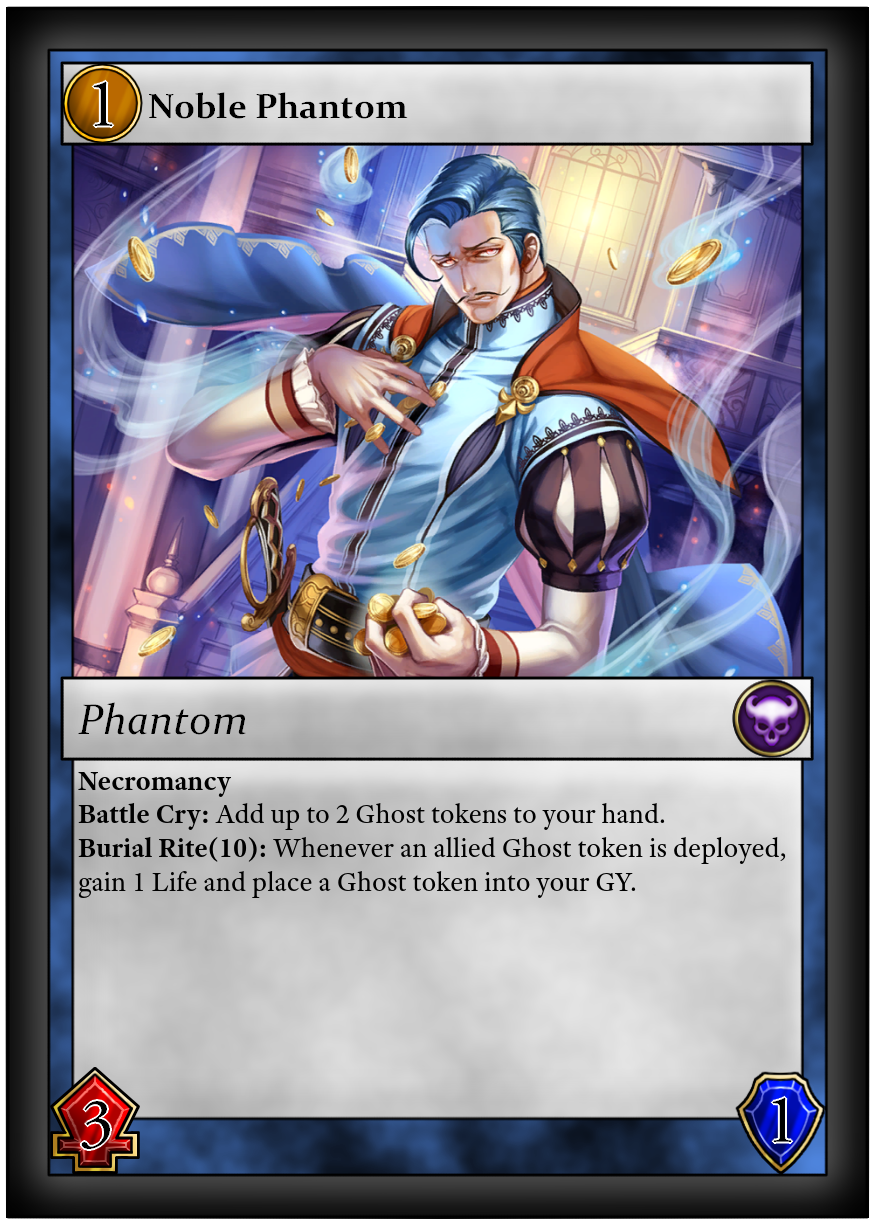 1 Noble Phantom
Phantom
Necromancy
Battle Cry: Add up to 2 Ghost tokens to your hand.
Burial Rite(10): Whenever an allied Ghost token is deployed,
gain 1 Life and place a Ghost token into your GY.
3 1